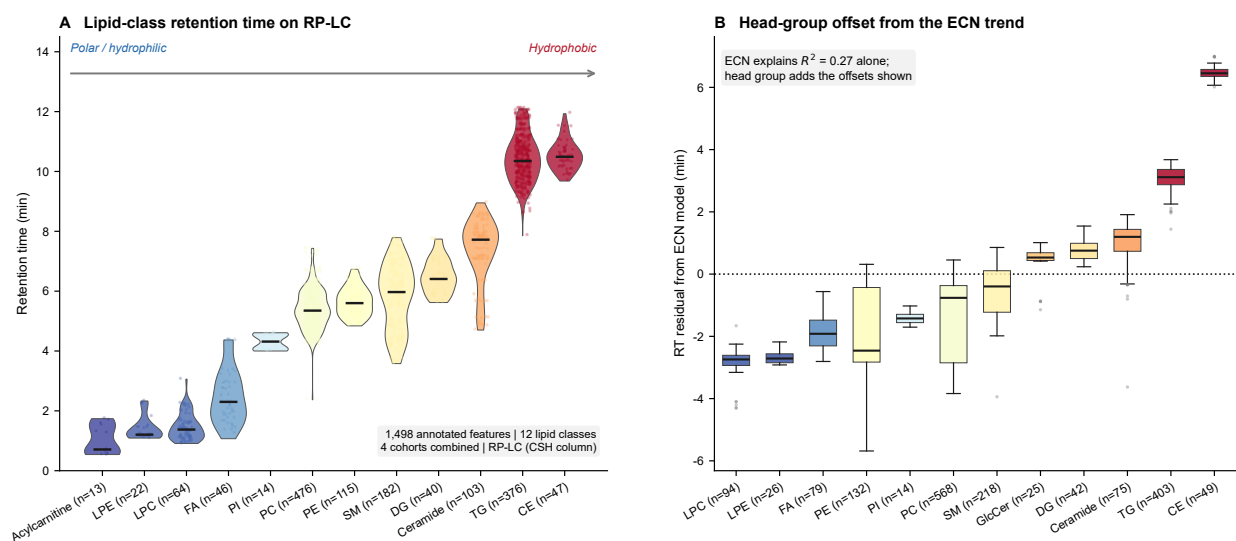 A Lipid-class retention time on RP-LC
Polar / hydrophilic
Hydrophobic
Retention time (min)
14
12
10
8
6
4
2
0
1,498 annotated features | 12 lipid classes
4 cohorts combined | RP-LC (CSH column)
Acylcarnitine (n=13)
LPE (n=22)
LPC (n=64)
FA (n=46)
PI (n=14)
PC (n=476)
PE (n=115)
SM (n=182)
DG (n=40)
Ceramide (n=103)
TG (n=376)
CE (n=47)
B Head-group offset from the ECN trend
ECN explains R² = 0.27 alone;
head group adds the offsets shown
RT residual from ECN model (min)
6
4
2
0
-2
-4
-6
LPC (n=94)
LPE (n=26)
FA (n=79)
PE (n=132)
PI (n=14)
PC (n=568)
SM (n=218)
GlcCer (n=25)
DG (n=42)
Ceramide (n=75)
TG (n=403)
CE (n=49)